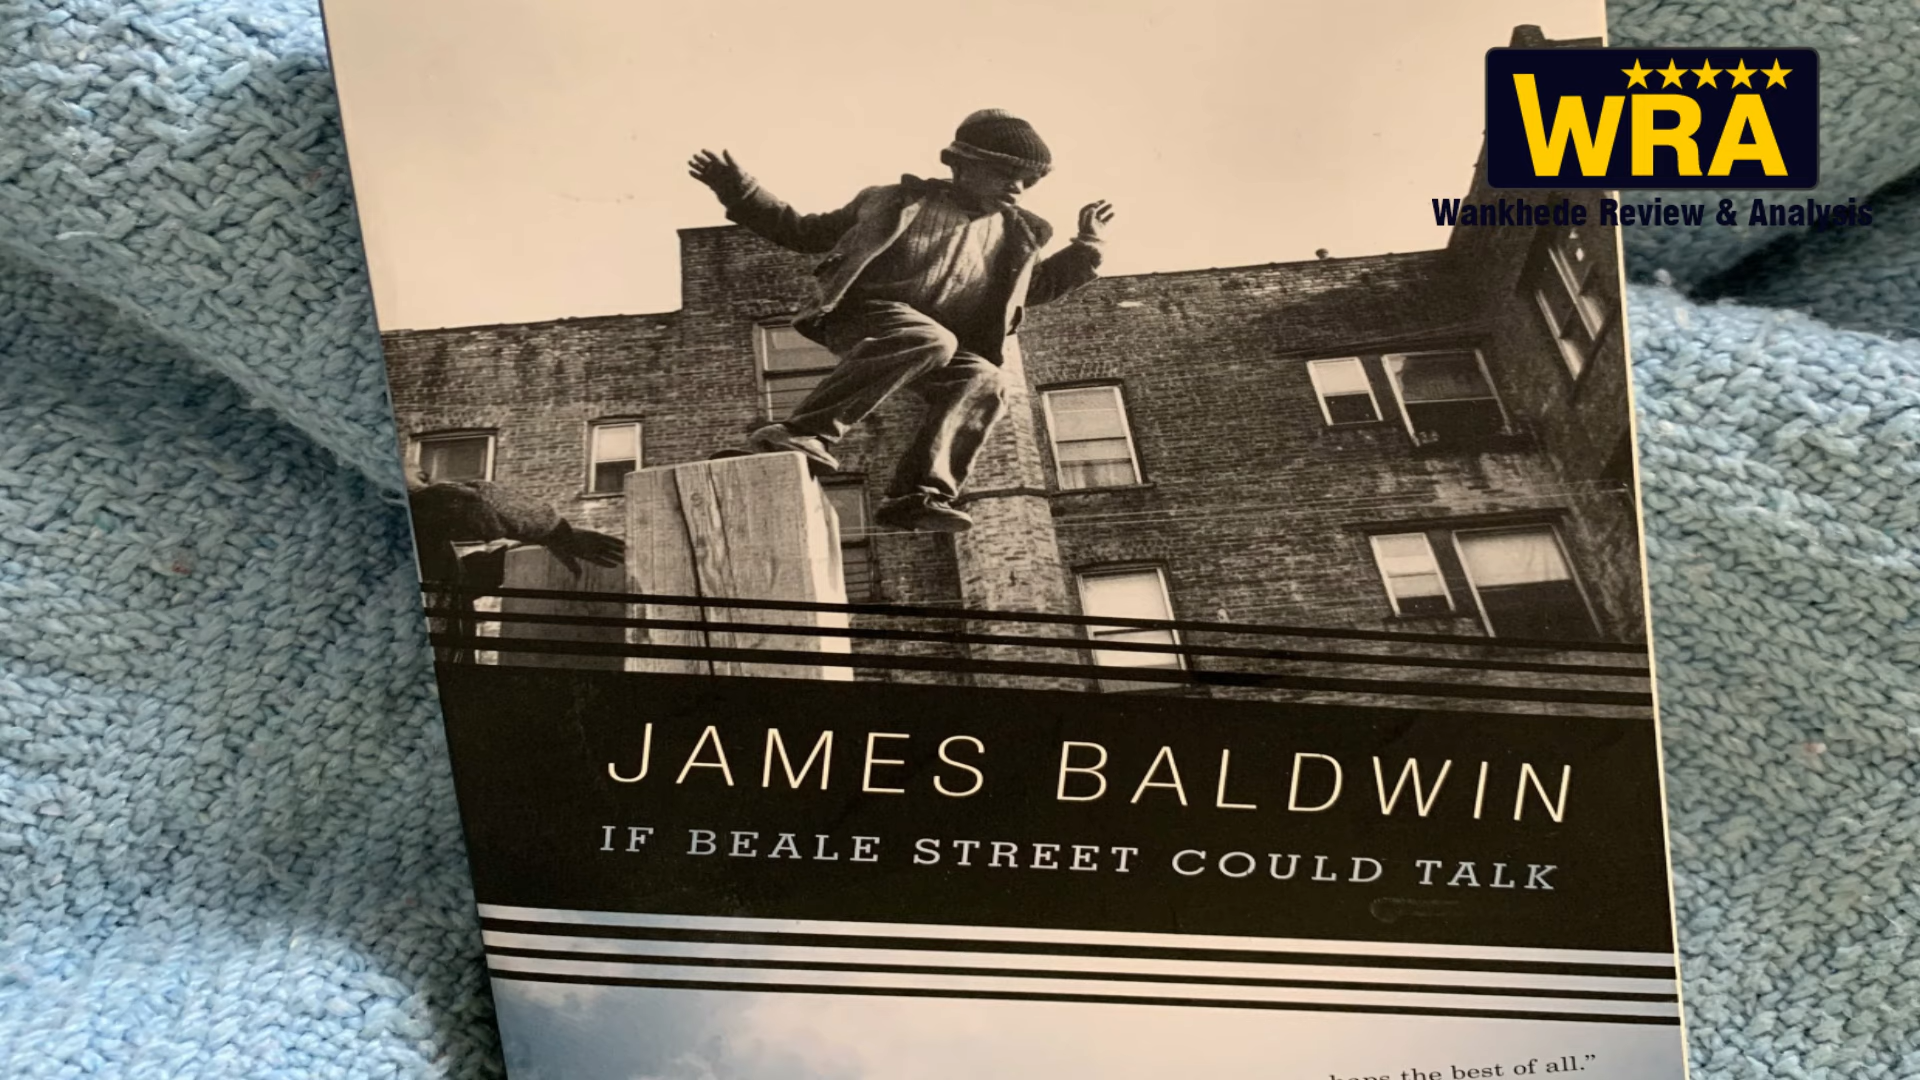 WRA
Wankhede Review & Analysis
JAMES BALDWIN
IF BEALE STREET COULD TALK
the best of all.”